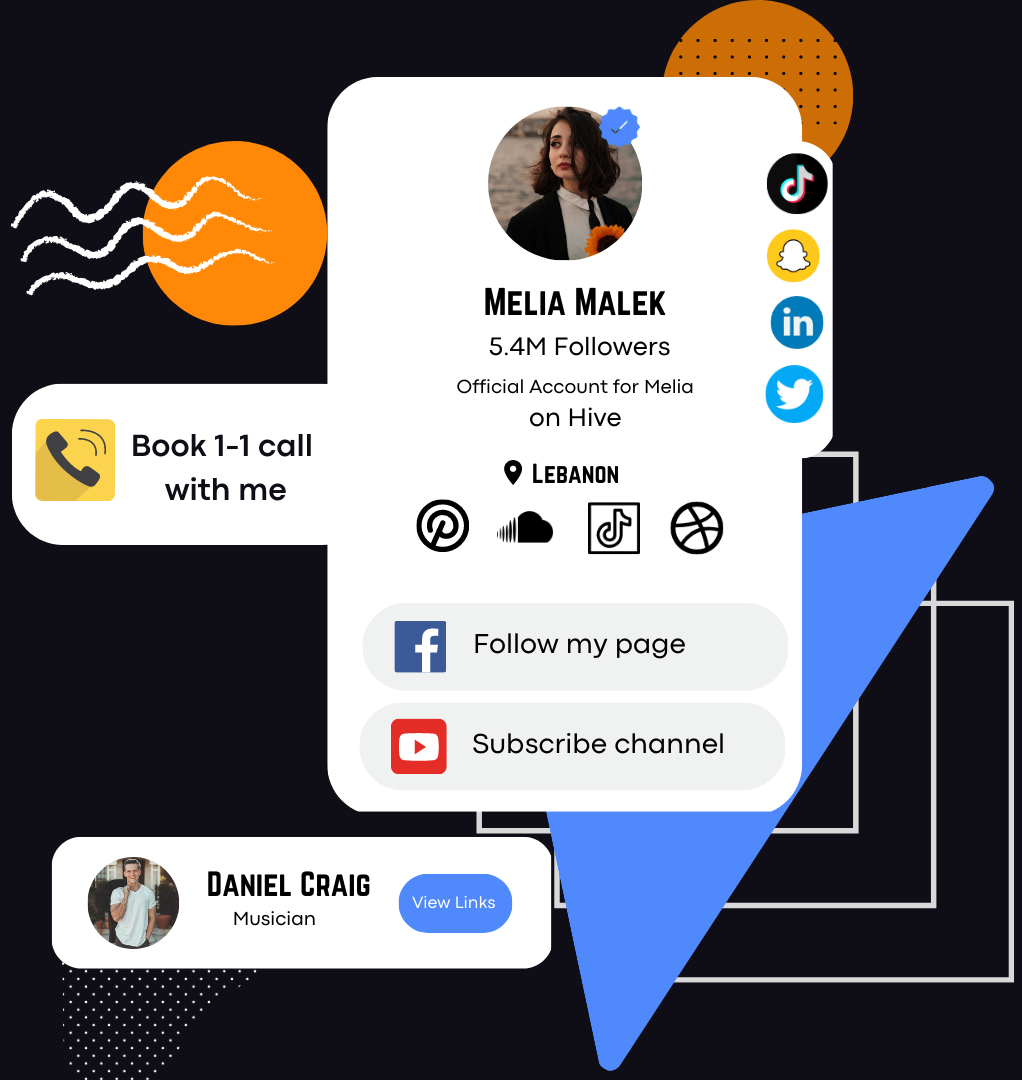 Melia Malek
5.4M Followers
Official Account for Melia
on Hive
Lebanon
in
Book 1-1 call
with me
Follow my page
Subscribe channel
Daniel Craig
Musician
View Links